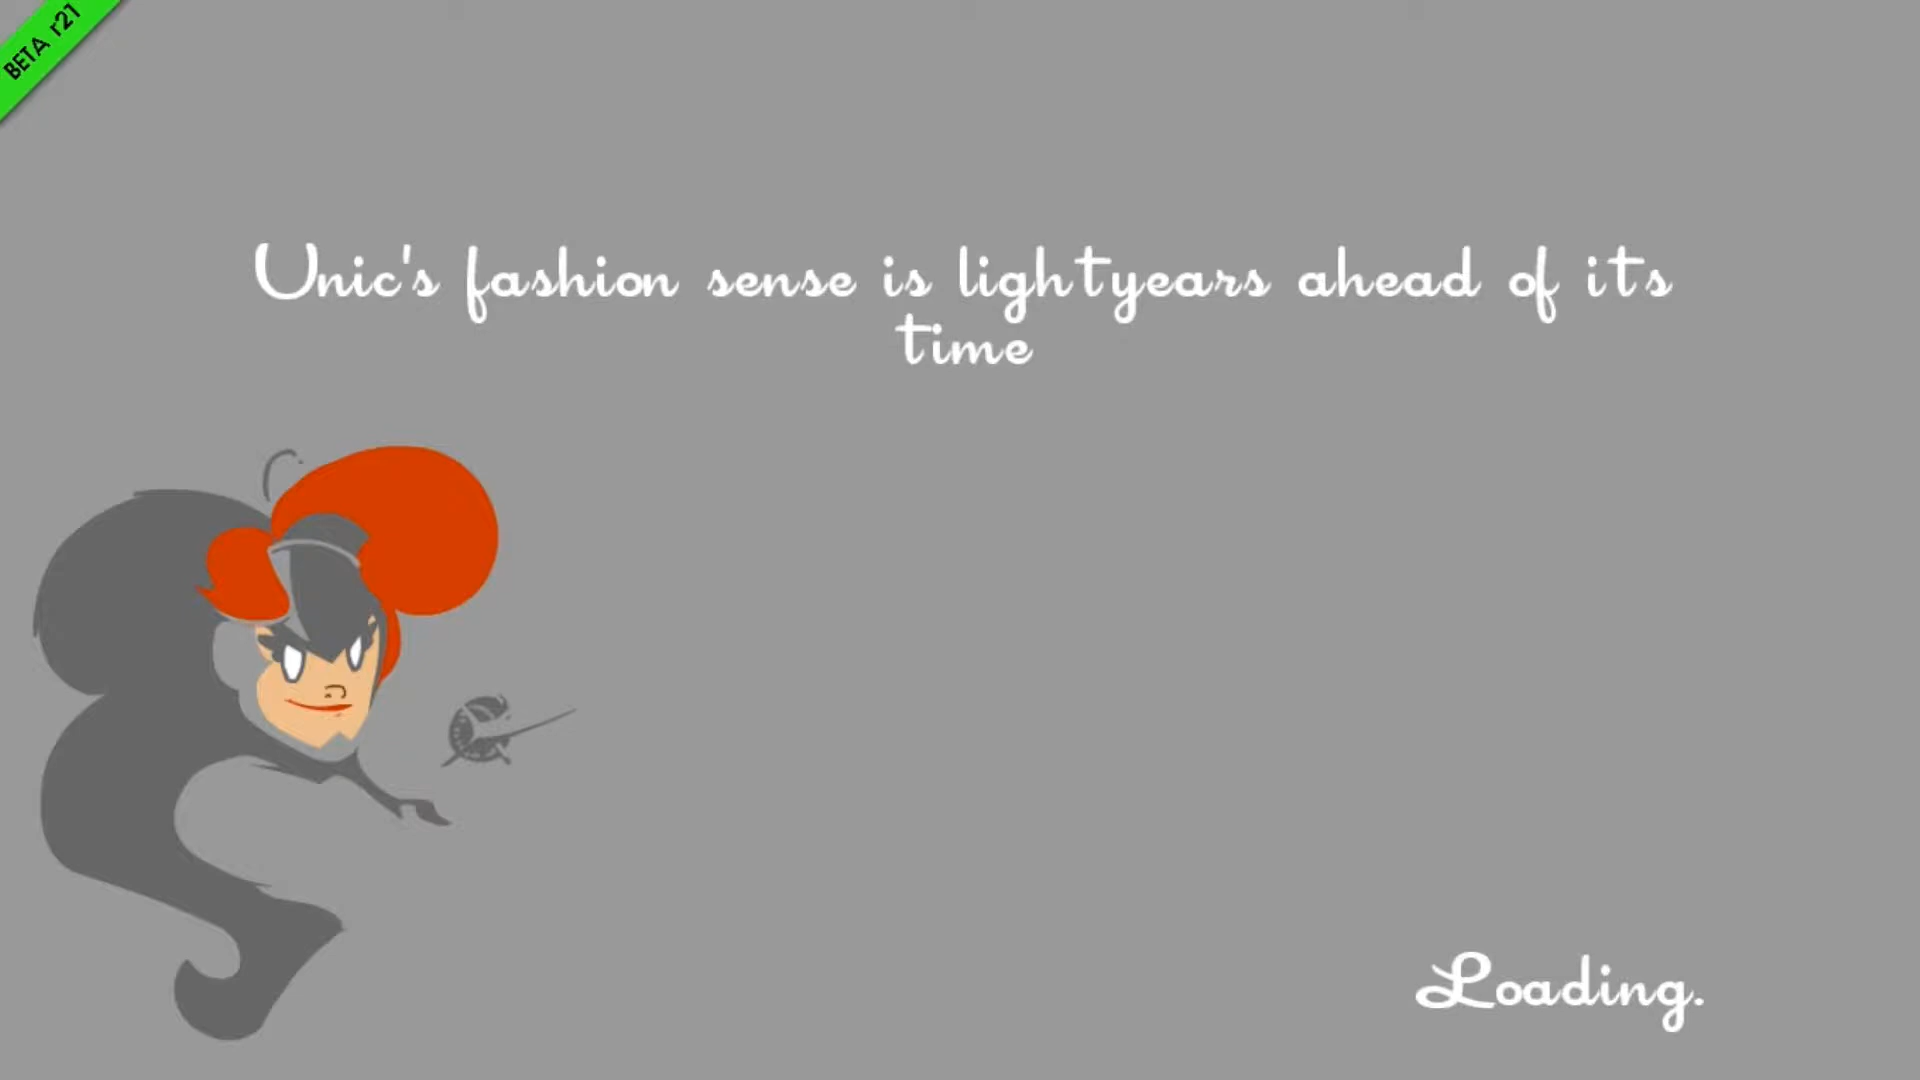 BETA r21
Unic's fashion sense is lightyears ahead of its
time
Loading.